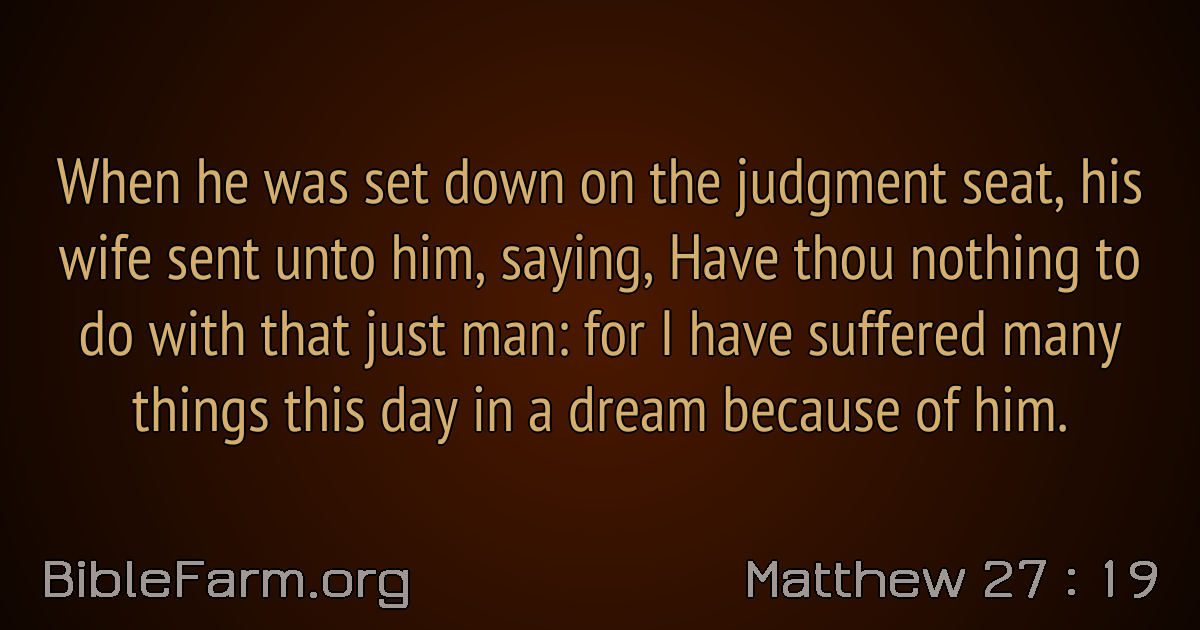 When he was set down on the judgment seat, his
wife sent unto him, saying, Have thou nothing to
do with that just man: for I have suffered many
things this day in a dream because of him.
BibleFarm.org
Matthew 27 : 19